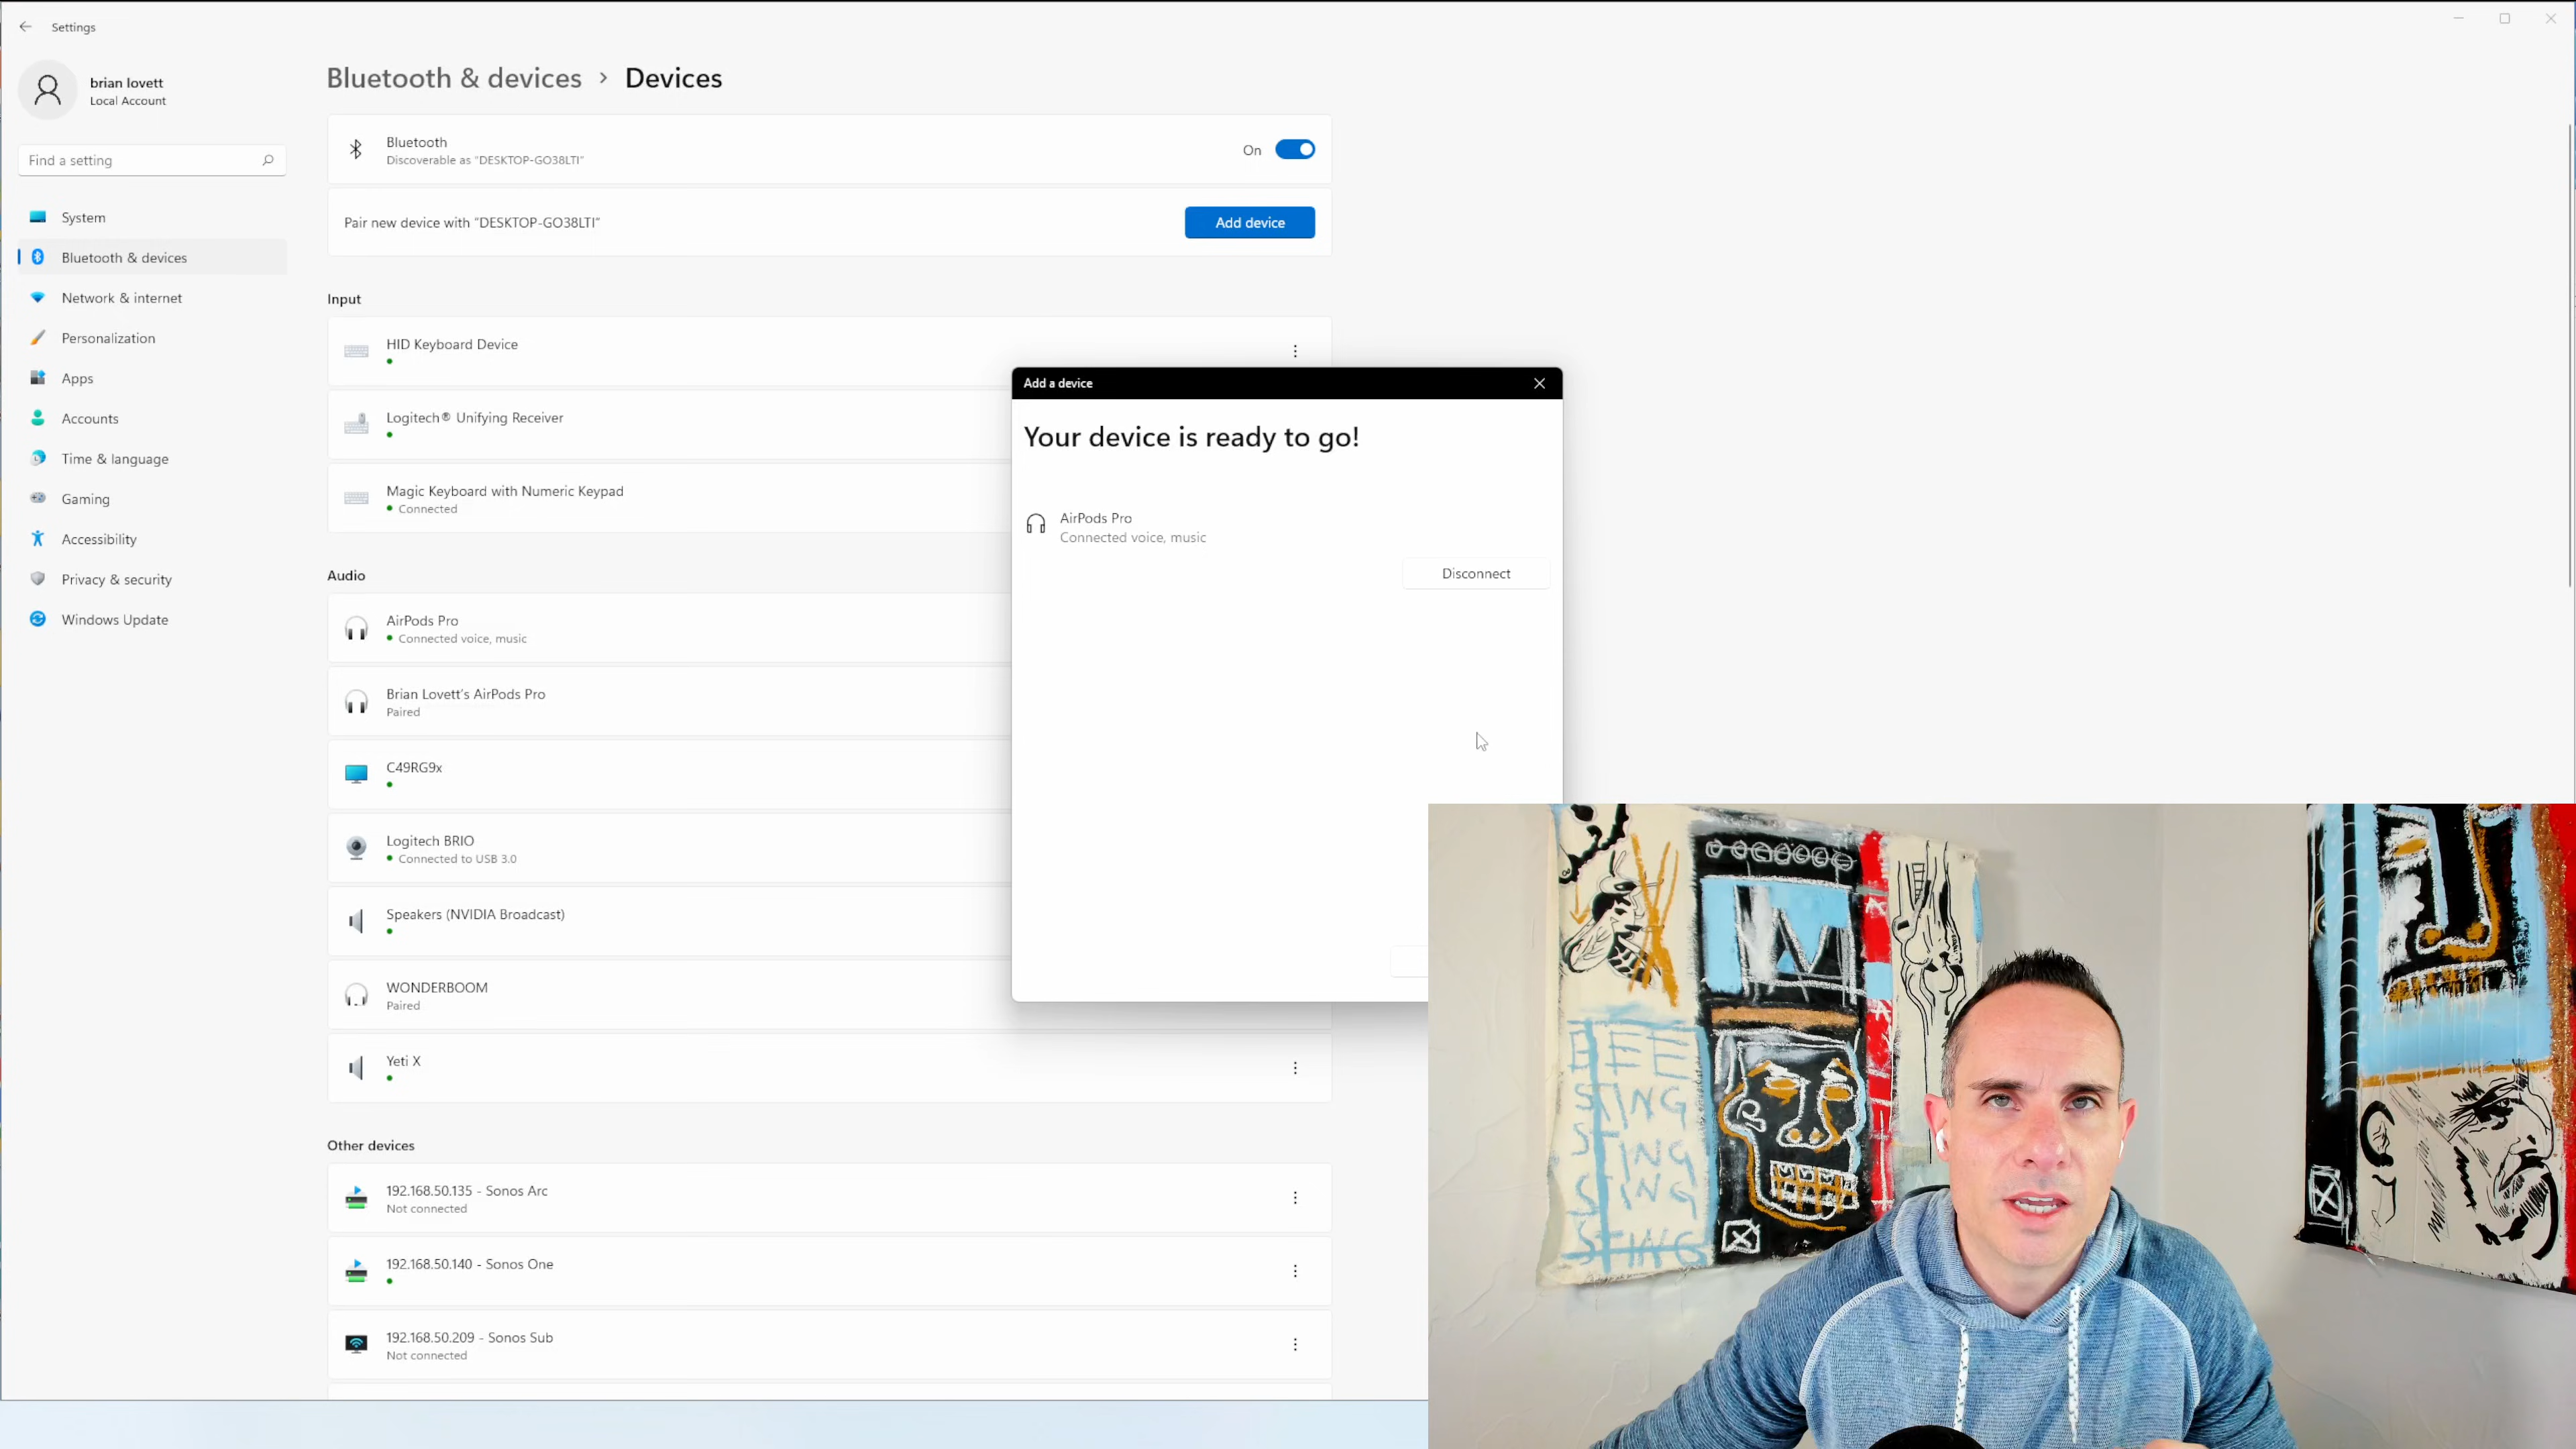 Settings
brian lovett
Local Account
Find a setting
System
Bluetooth & devices
Network & internet
Personalization
Apps
Accounts
Time & language
Gaming
Accessibility
Privacy & security
Windows Update
Bluetooth & devices > Devices
Bluetooth
Discoverable as "DESKTOP-GO38LTI"
On
Pair new device with "DESKTOP-GO38LTI"
Add device
Input
HID Keyboard Device
Logitech® Unifying Receiver
Magic Keyboard with Numeric Keypad
Connected
Audio
AirPods Pro
Connected voice, music
Brian Lovett's AirPods Pro
Paired
C49RG9x
Logitech BRIO
Connected to USB 3.0
Speakers (NVIDIA Broadcast)
WONDERBOOM
Paired
Yeti X
Other devices
192.168.50.135 - Sonos Arc
Not connected
192.168.50.140 - Sonos One
192.168.50.209 - Sonos Sub
Not connected
Add a device
Your device is ready to go!
AirPods Pro
Connected voice, music
Disconnect
BEE
STING
STING
STING
STING